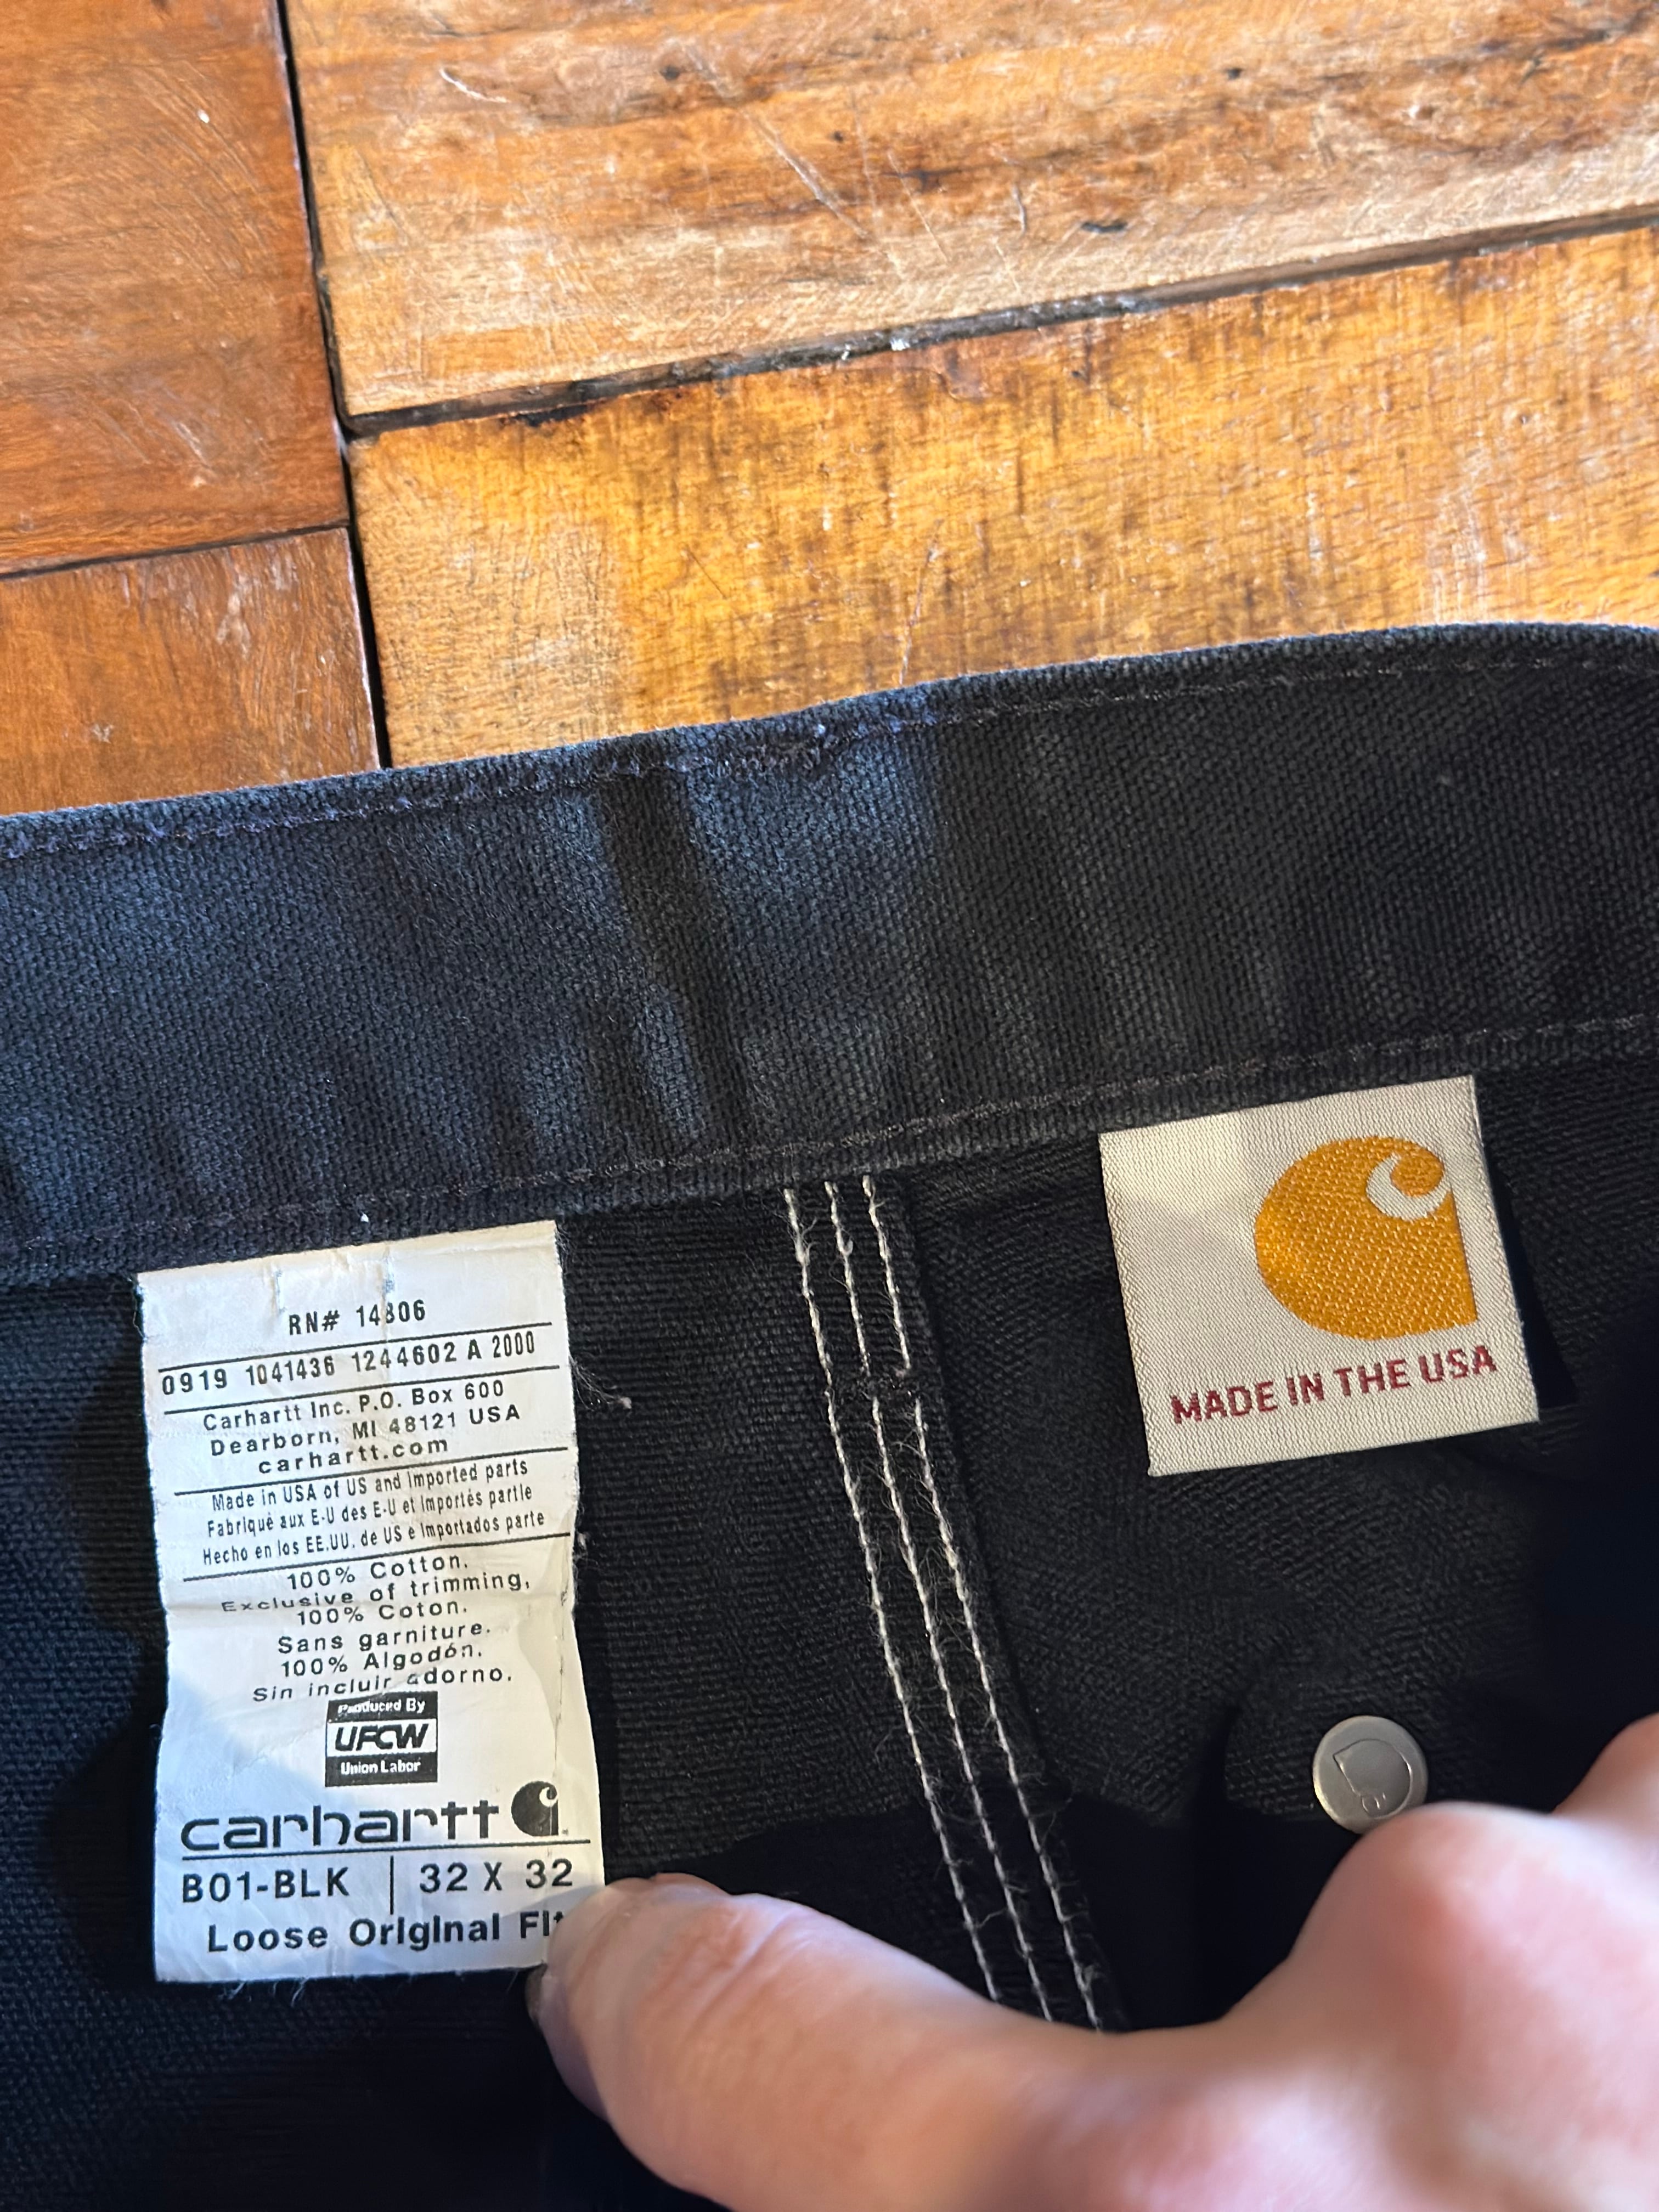 RN# 14806
0919 1041436 1244602 A 2000
Carhartt Inc. P.O. Box 600
Dearborn, MI 48121 USA
carhartt.com
Made in USA of US and Imported parts
Fabriqué aux E-U des E-U et Importés partie
Hecho en los EE.UU. de US e Importados parte
100% Cotton.
Exclusive of trimming,
100% Coton.
Sans garniture.
100% Algodón.
Sin incluir adorno.
Produced By
UFCW
Union Labor
carhartt
B01-BLK | 32 X 32
Loose Original Fit
MADE IN THE USA